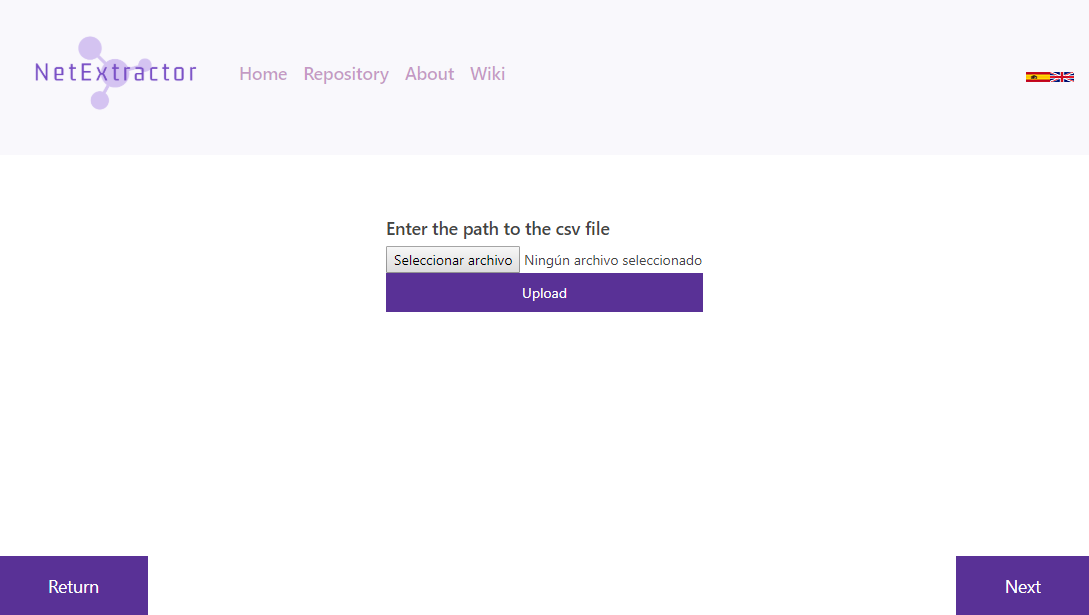 NetExtractor
Home Repository About Wiki
Enter the path to the csv file
Seleccionar archivo Ningún archivo seleccionado
Upload
Return
Next